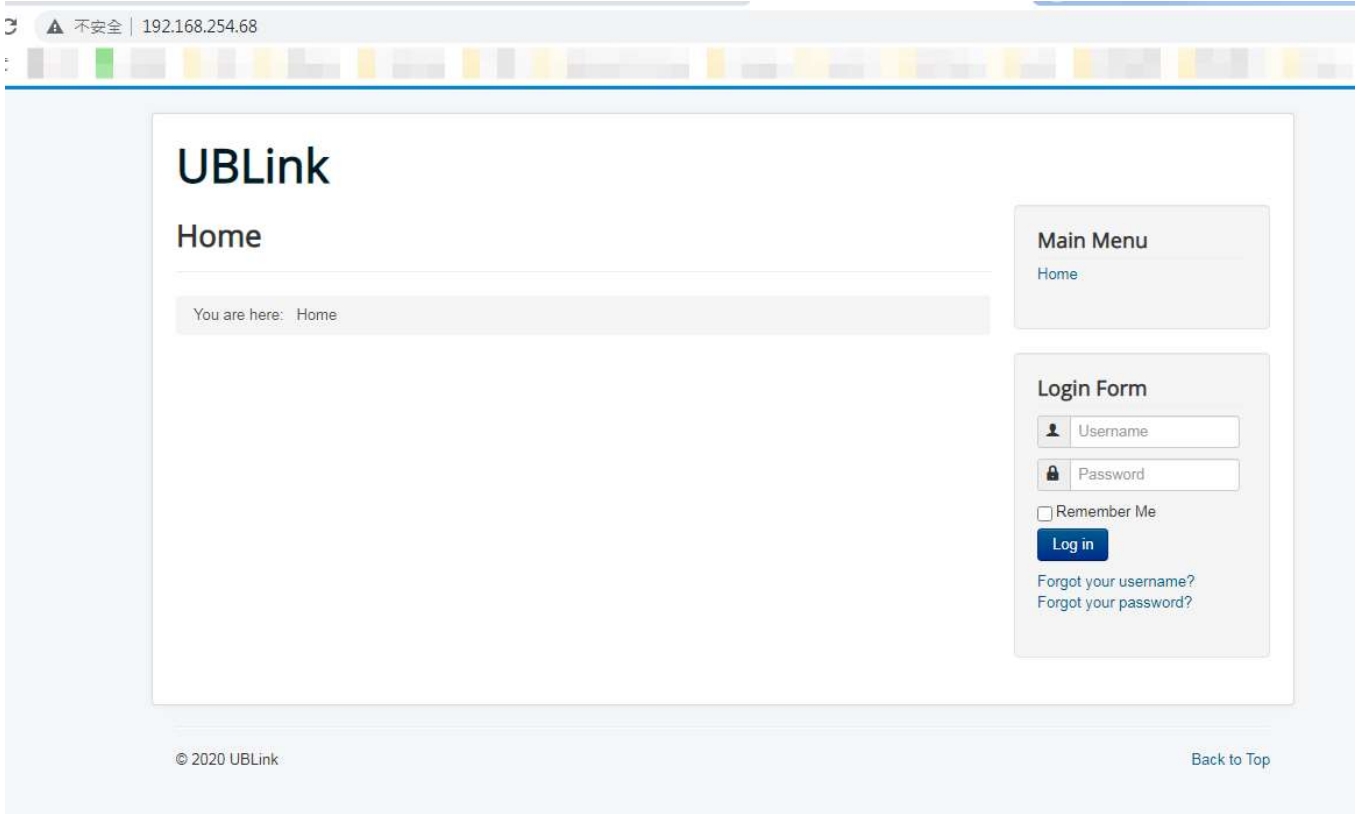 不安全 | 192.168.254.68
UBLink
Home
You are here: Home
Main Menu
Home
Login Form
Username
Password
Remember Me
Log in
Forgot your username?
Forgot your password?
© 2020 UBLink
Back to Top